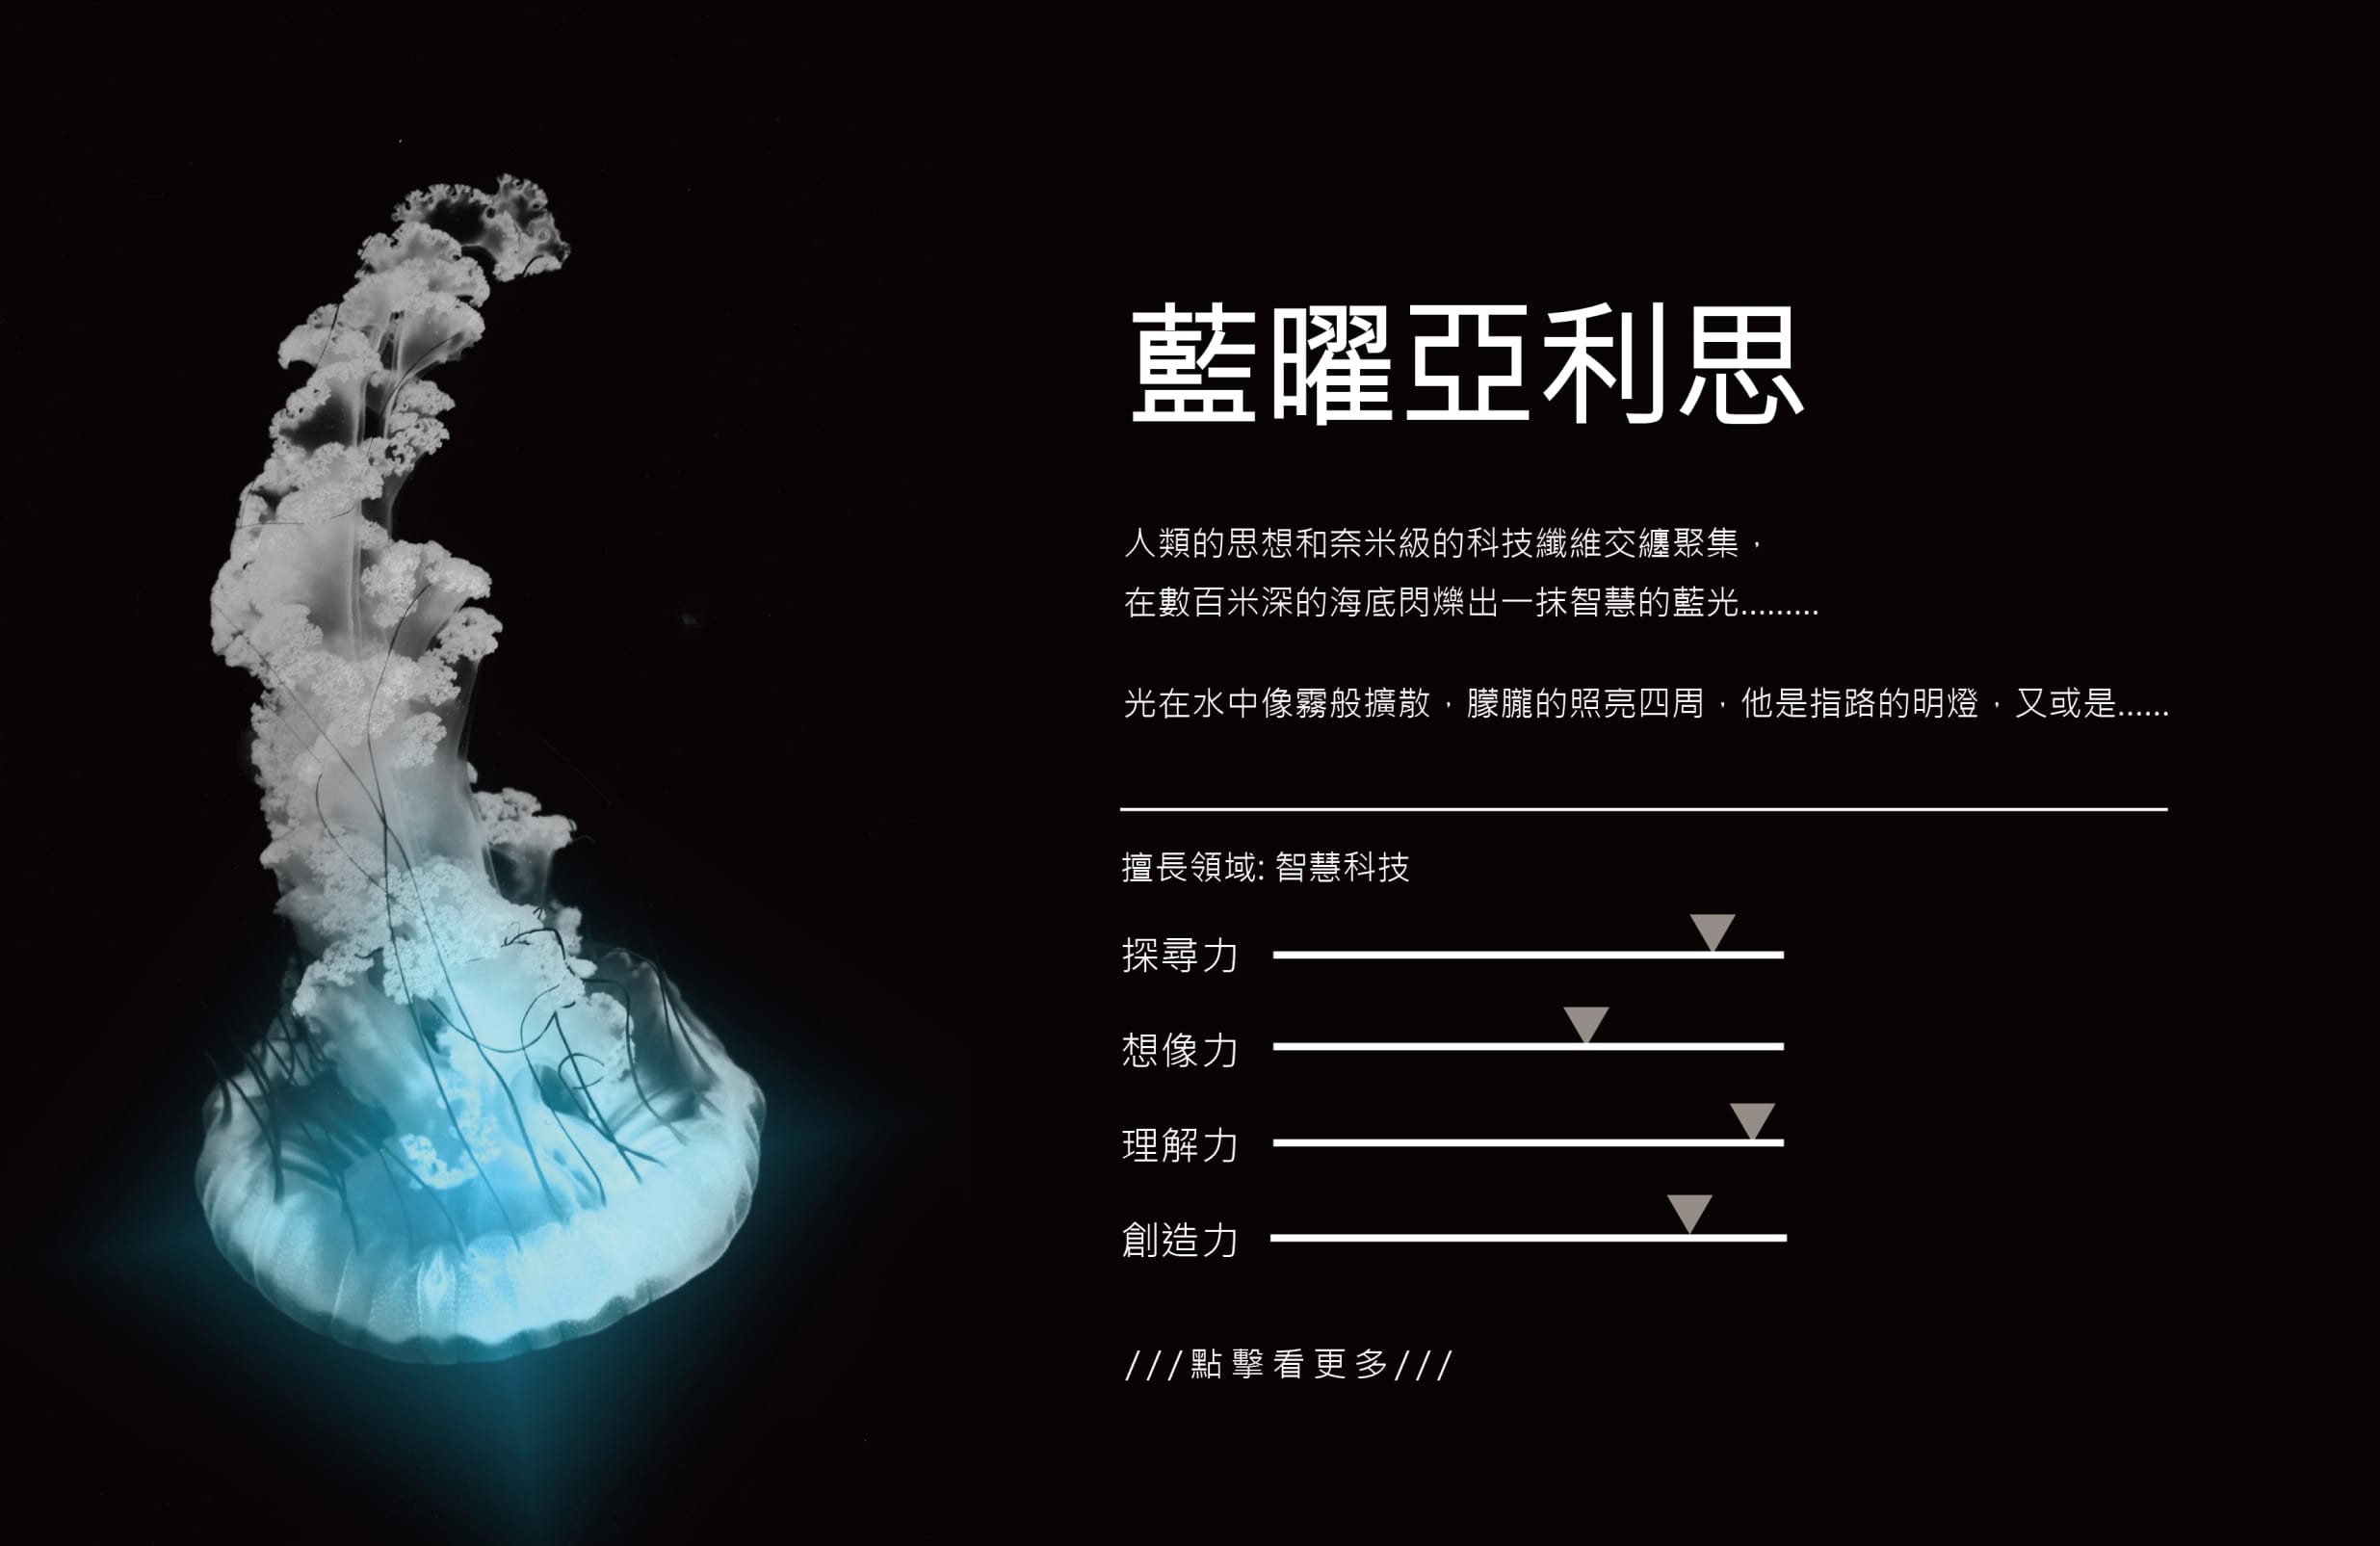 藍曜亞利思
人類的思想和奈米級的科技纖維交纏聚集，
在數百米深的海底閃爍出一抹智慧的藍光.........
光在水中像霧般擴散，朦朧的照亮四周，他是指路的明燈，又或是......
擅長領域: 智慧科技
探尋力
想像力
理解力
創造力
///點擊看更多///